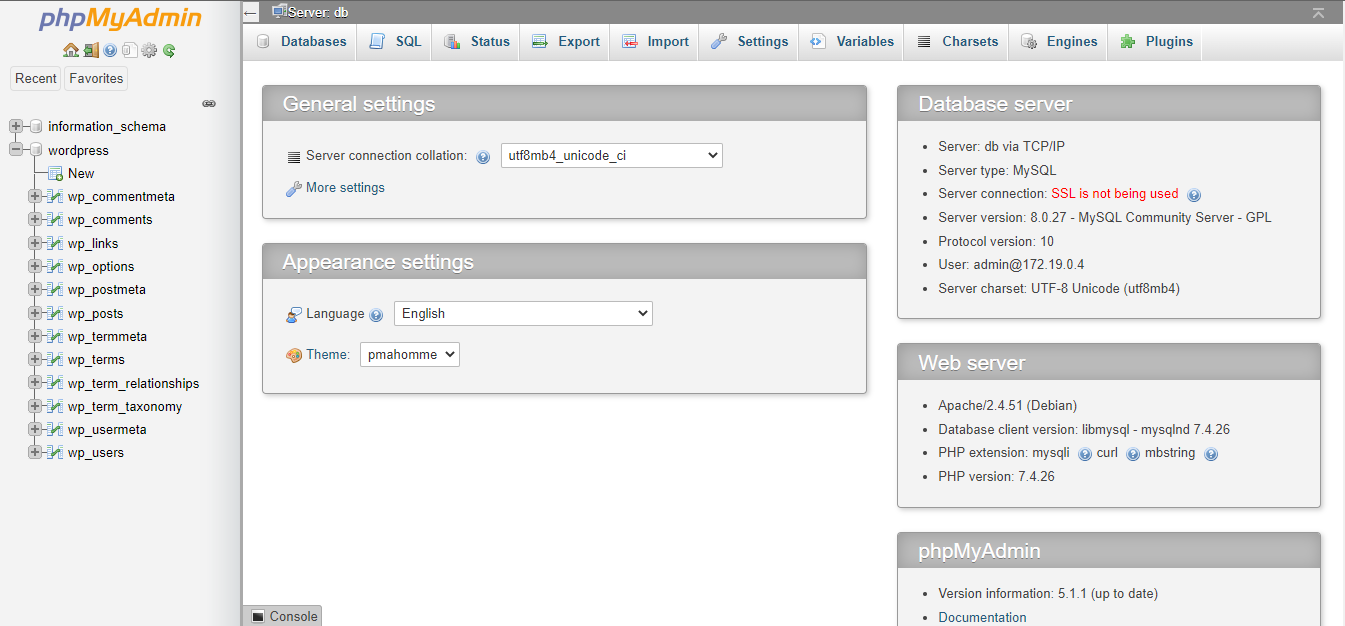 phpMyAdmin
Recent Favorites
information_schema
wordpress
New
wp_commentmeta
wp_comments
wp_links
wp_options
wp_postmeta
wp_posts
wp_termmeta
wp_terms
wp_term_relationships
wp_term_taxonomy
wp_usermeta
wp_users
Server: db
Databases SQL Status Export Import Settings Variables Charsets Engines Plugins
General settings
Server connection collation: utf8mb4_unicode_ci
More settings
Appearance settings
Language English
Theme: pmahomme
Database server
Server: db via TCP/IP
Server type: MySQL
Server connection: SSL is not being used
Server version: 8.0.27 - MySQL Community Server - GPL
Protocol version: 10
User: admin@172.19.0.4
Server charset: UTF-8 Unicode (utf8mb4)
Web server
Apache/2.4.51 (Debian)
Database client version: libmysql - mysqlnd 7.4.26
PHP extension: mysqli curl mbstring
PHP version: 7.4.26
phpMyAdmin
Version information: 5.1.1 (up to date)
Documentation
Console